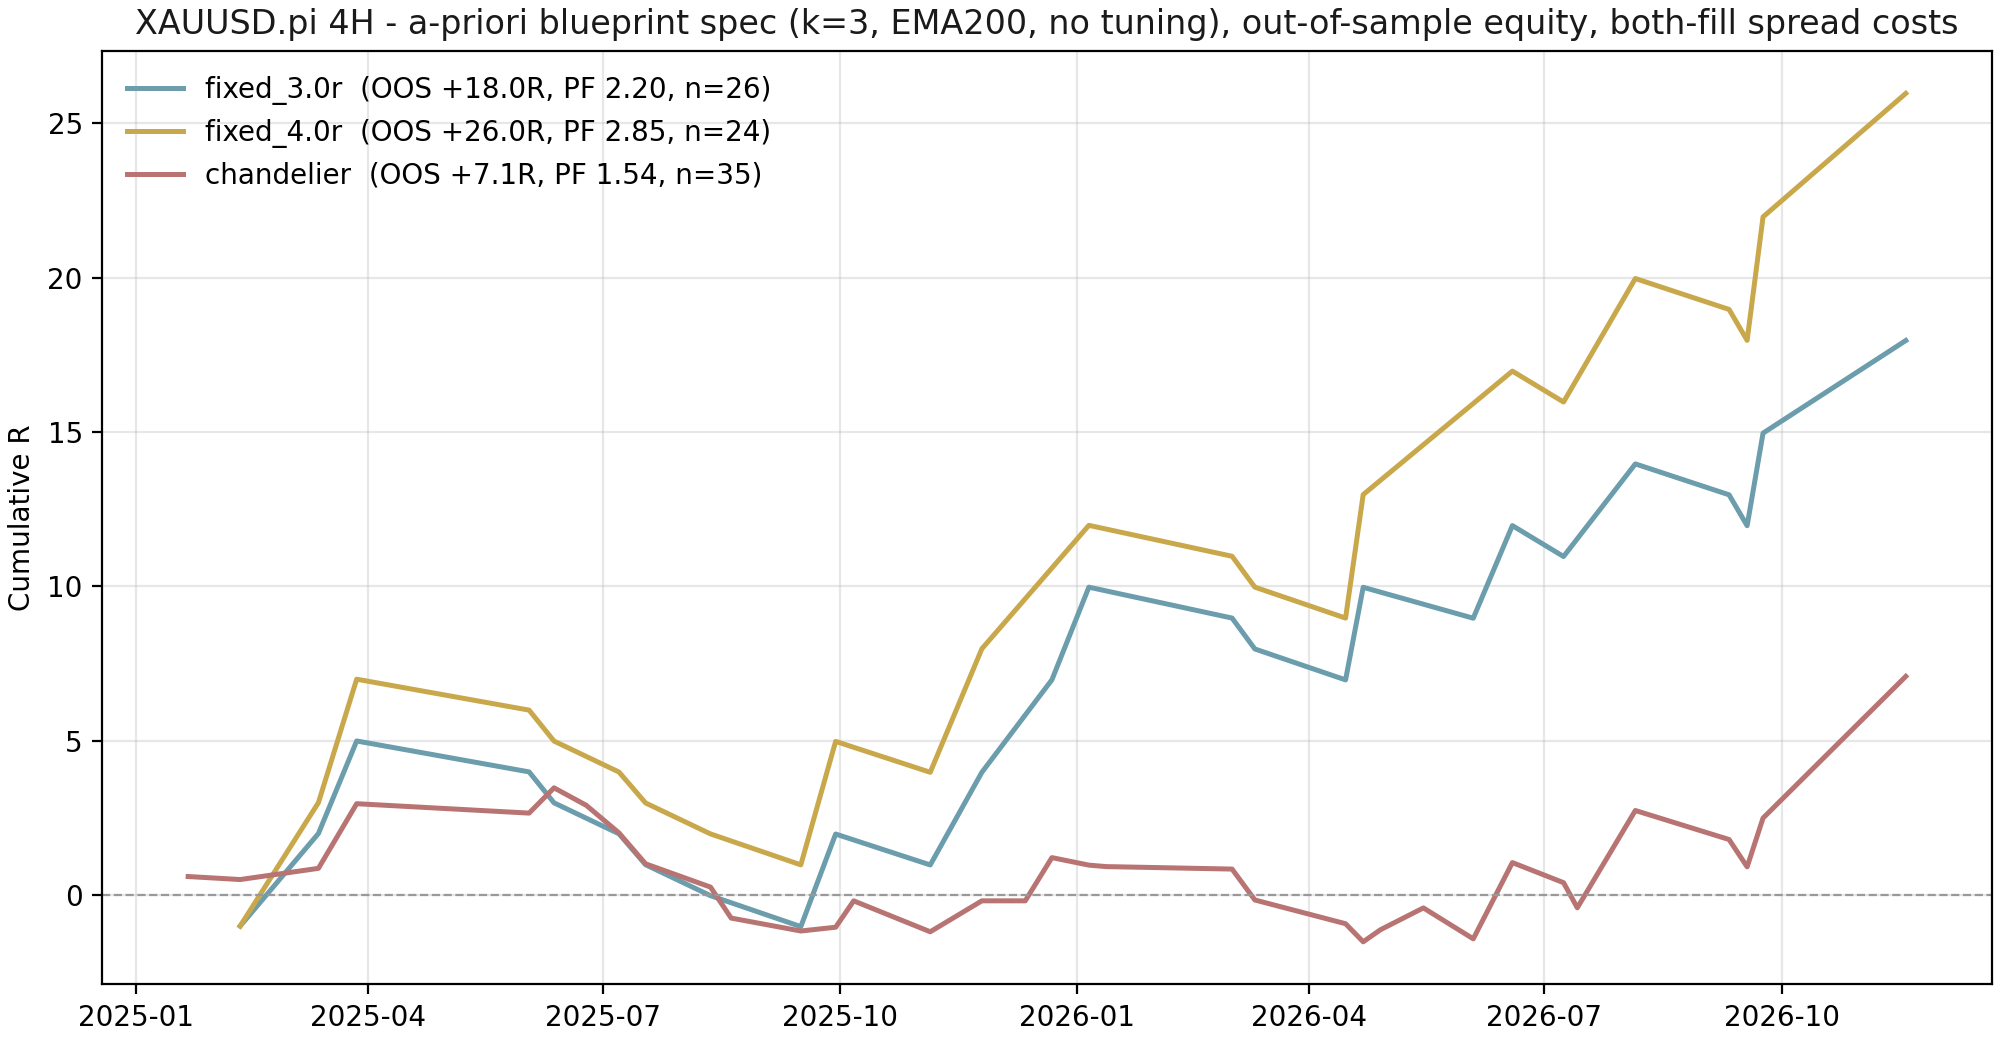 XAUUSD.pi 4H - a-priori blueprint spec (k=3, EMA200, no tuning), out-of-sample equity, both-fill spread costs
fixed_3.0r (OOS +18.0R, PF 2.20, n=26)
fixed_4.0r (OOS +26.0R, PF 2.85, n=24)
chandelier (OOS +7.1R, PF 1.54, n=35)
Cumulative R
25
20
15
10
5
0
2025-01 2025-04 2025-07 2025-10 2026-01 2026-04 2026-07 2026-10